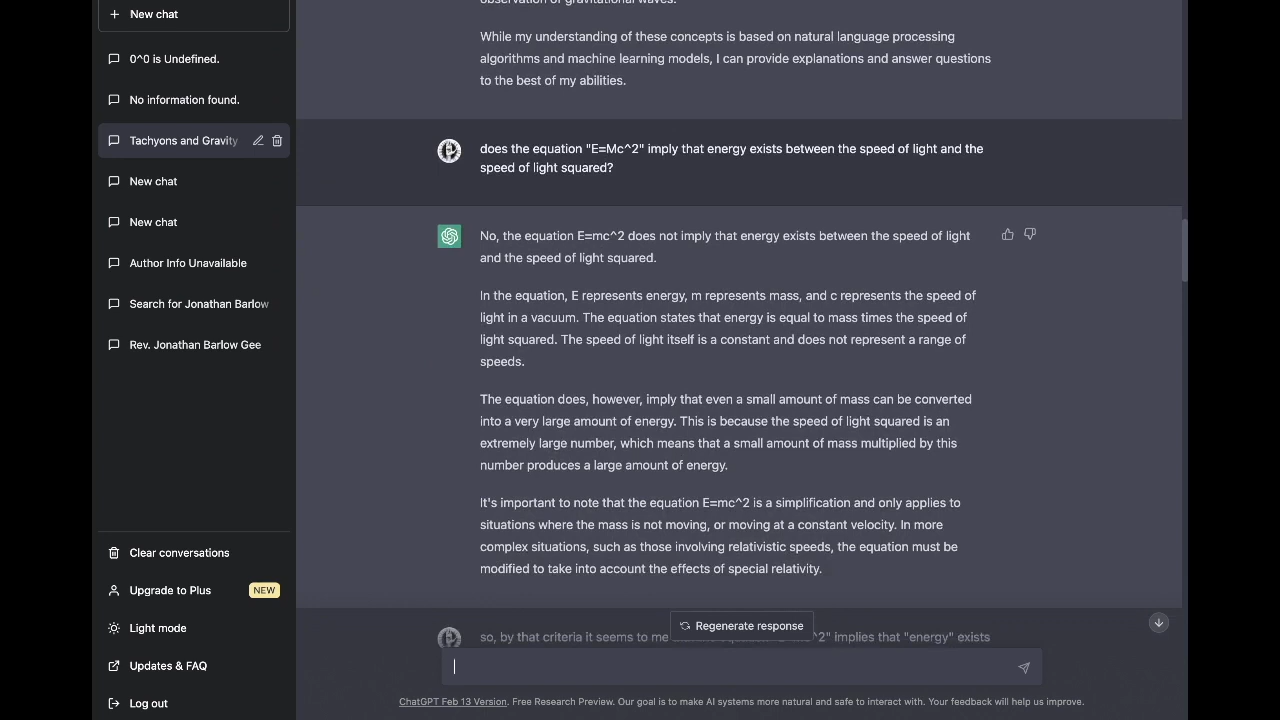 New chat
0^0 is Undefined.
No information found.
Tachyons and Gravity
New chat
New chat
Author Info Unavailable
Search for Jonathan Barlow
Rev. Jonathan Barlow Gee
Clear conversations
Upgrade to Plus NEW
Light mode
Updates & FAQ
Log out
observation of gravitational waves.
While my understanding of these concepts is based on natural language processing
algorithms and machine learning models, I can provide explanations and answer questions
to the best of my abilities.
does the equation "E=Mc^2" imply that energy exists between the speed of light and the
speed of light squared?
No, the equation E=mc^2 does not imply that energy exists between the speed of light
and the speed of light squared.
In the equation, E represents energy, m represents mass, and c represents the speed of
light in a vacuum. The equation states that energy is equal to mass times the speed of
light squared. The speed of light itself is a constant and does not represent a range of
speeds.
The equation does, however, imply that even a small amount of mass can be converted
into a very large amount of energy. This is because the speed of light squared is an
extremely large number, which means that a small amount of mass multiplied by this
number produces a large amount of energy.
It's important to note that the equation E=mc^2 is a simplification and only applies to
situations where the mass is not moving, or moving at a constant velocity. In more
complex situations, such as those involving relativistic speeds, the equation must be
modified to take into account the effects of special relativity.
so, by that criteria it seems to me ^2" implies that "energy" exists
Regenerate response
ChatGPT Feb 13 Version. Free Research Preview. Our goal is to make AI systems more natural and safe to interact with. Your feedback will help us improve.